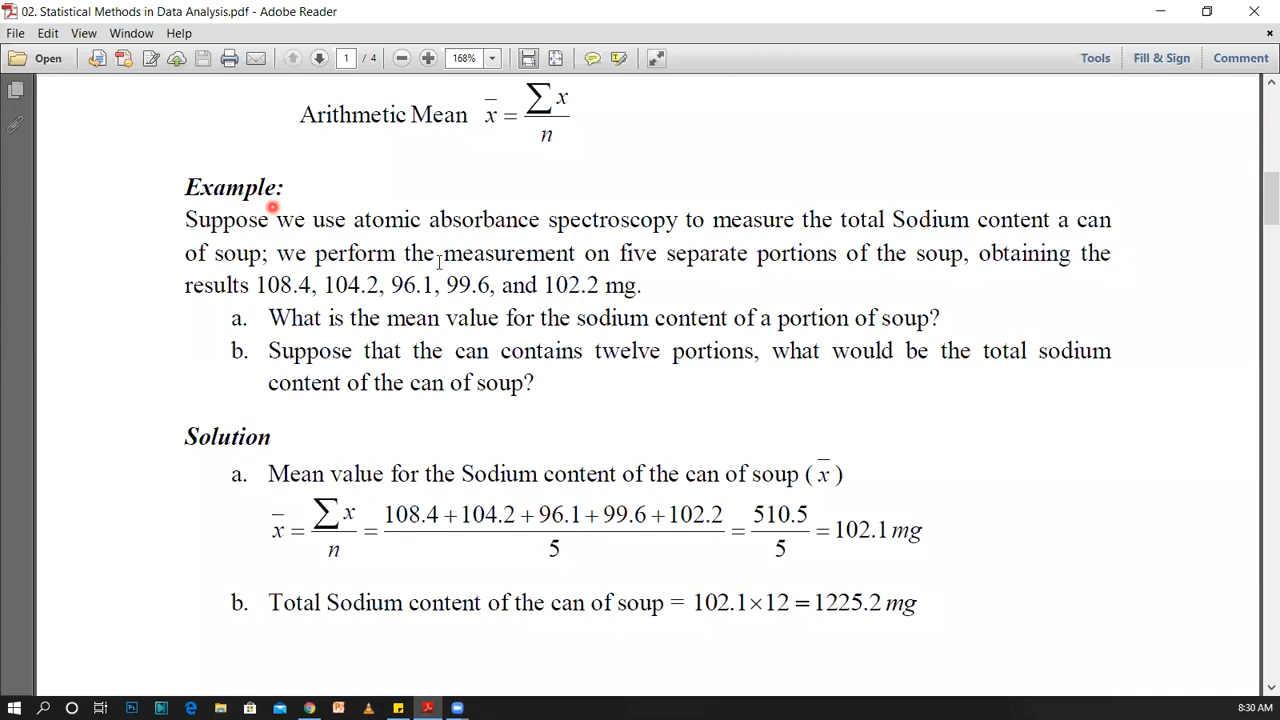 02. Statistical Methods in Data Analysis.pdf - Adobe Reader
File Edit View Window Help
Open 1 / 4 168% Tools Fill & Sign Comment
Arithmetic Mean x̄ = ∑x / n
Example:
Suppose we use atomic absorbance spectroscopy to measure the total Sodium content a can
of soup; we perform the measurement on five separate portions of the soup, obtaining the
results 108.4, 104.2, 96.1, 99.6, and 102.2 mg.
a. What is the mean value for the sodium content of a portion of soup?
b. Suppose that the can contains twelve portions, what would be the total sodium
content of the can of soup?
Solution
a. Mean value for the Sodium content of the can of soup ( x̄ )
x̄ = ∑x / n = 108.4 + 104.2 + 96.1 + 99.6 + 102.2 / 5 = 510.5 / 5 = 102.1 mg
b. Total Sodium content of the can of soup = 102.1 × 12 = 1225.2 mg
8:30 AM